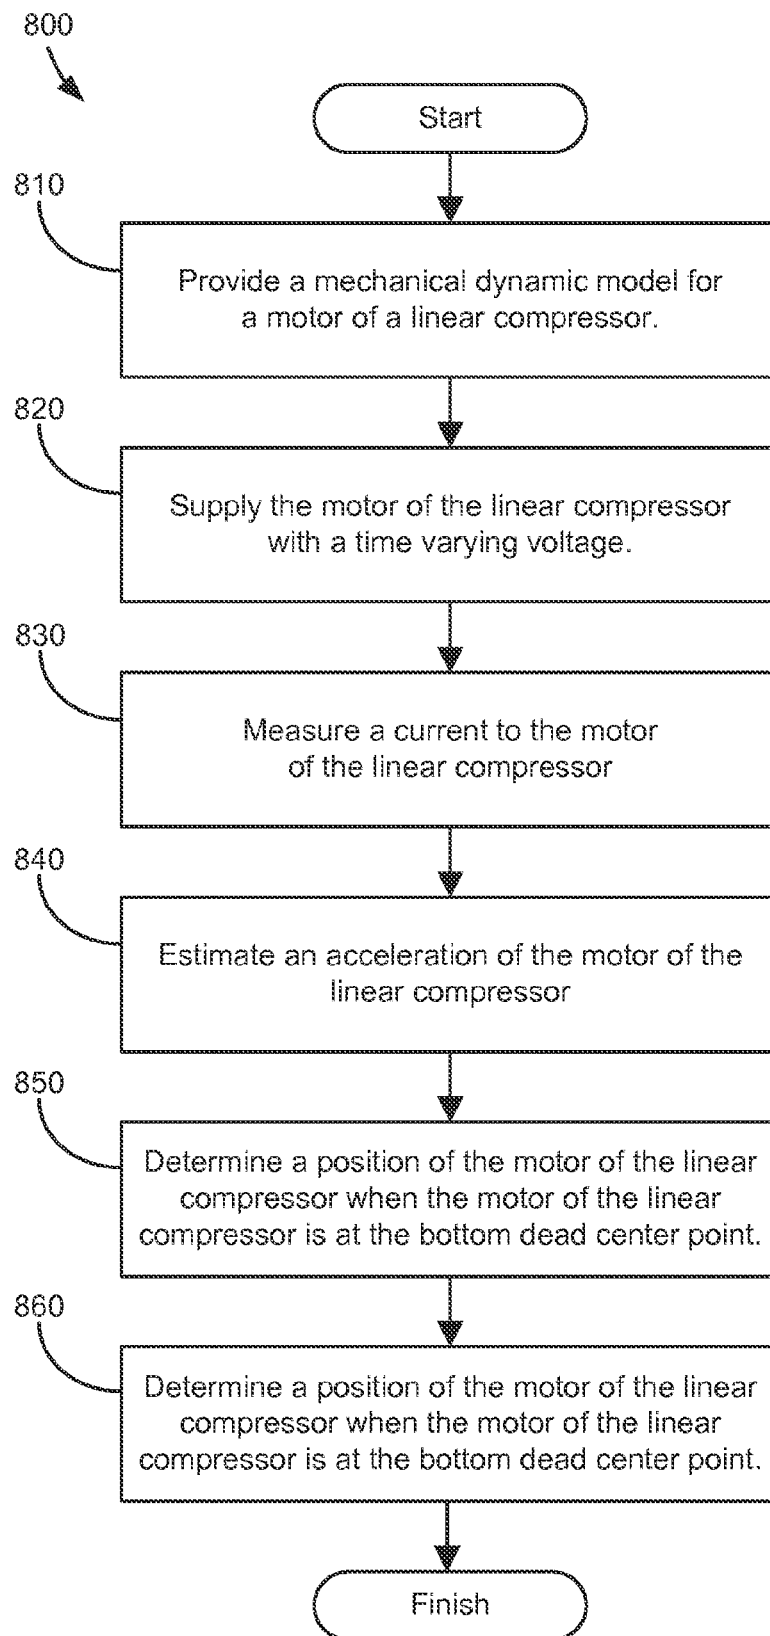 800
Start
810
Provide a mechanical dynamic model for
a motor of a linear compressor.
820
Supply the motor of the linear compressor
with a time varying voltage.
830
Measure a current to the motor
of the linear compressor
840
Estimate an acceleration of the motor of the
linear compressor
850
Determine a position of the motor of the linear
compressor when the motor of the linear
compressor is at the bottom dead center point.
860
Determine a position of the motor of the linear
compressor when the motor of the linear
compressor is at the bottom dead center point.
Finish